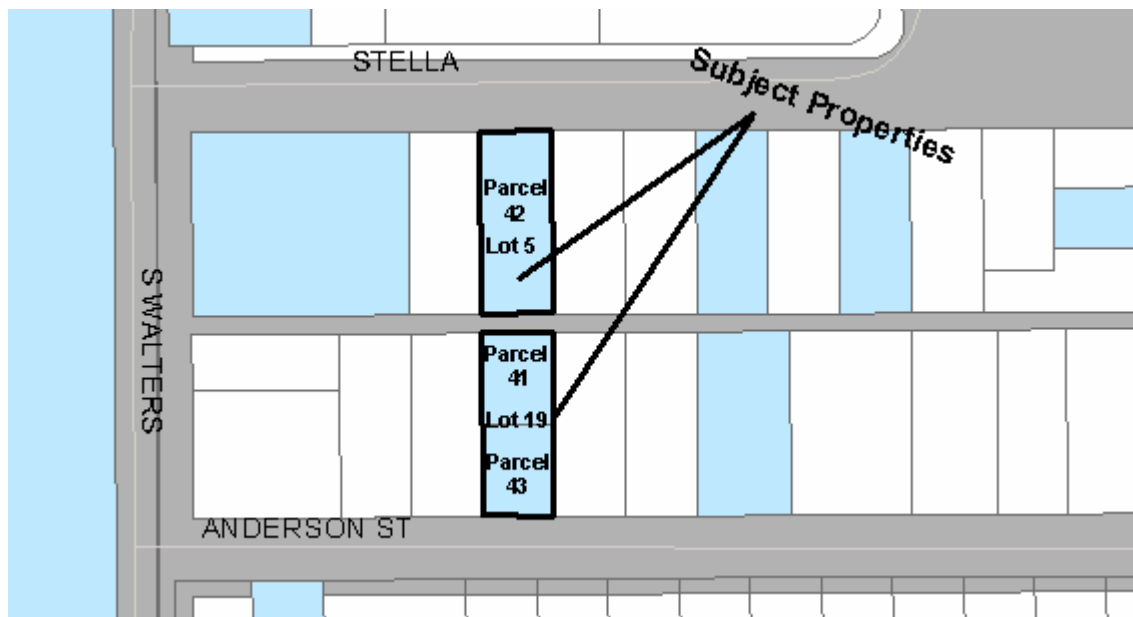 STELLA
Subject Properties
Parcel
42
Lot 5
S WALTERS
Parcel
41
Lot 19
Parcel
43
ANDERSON ST